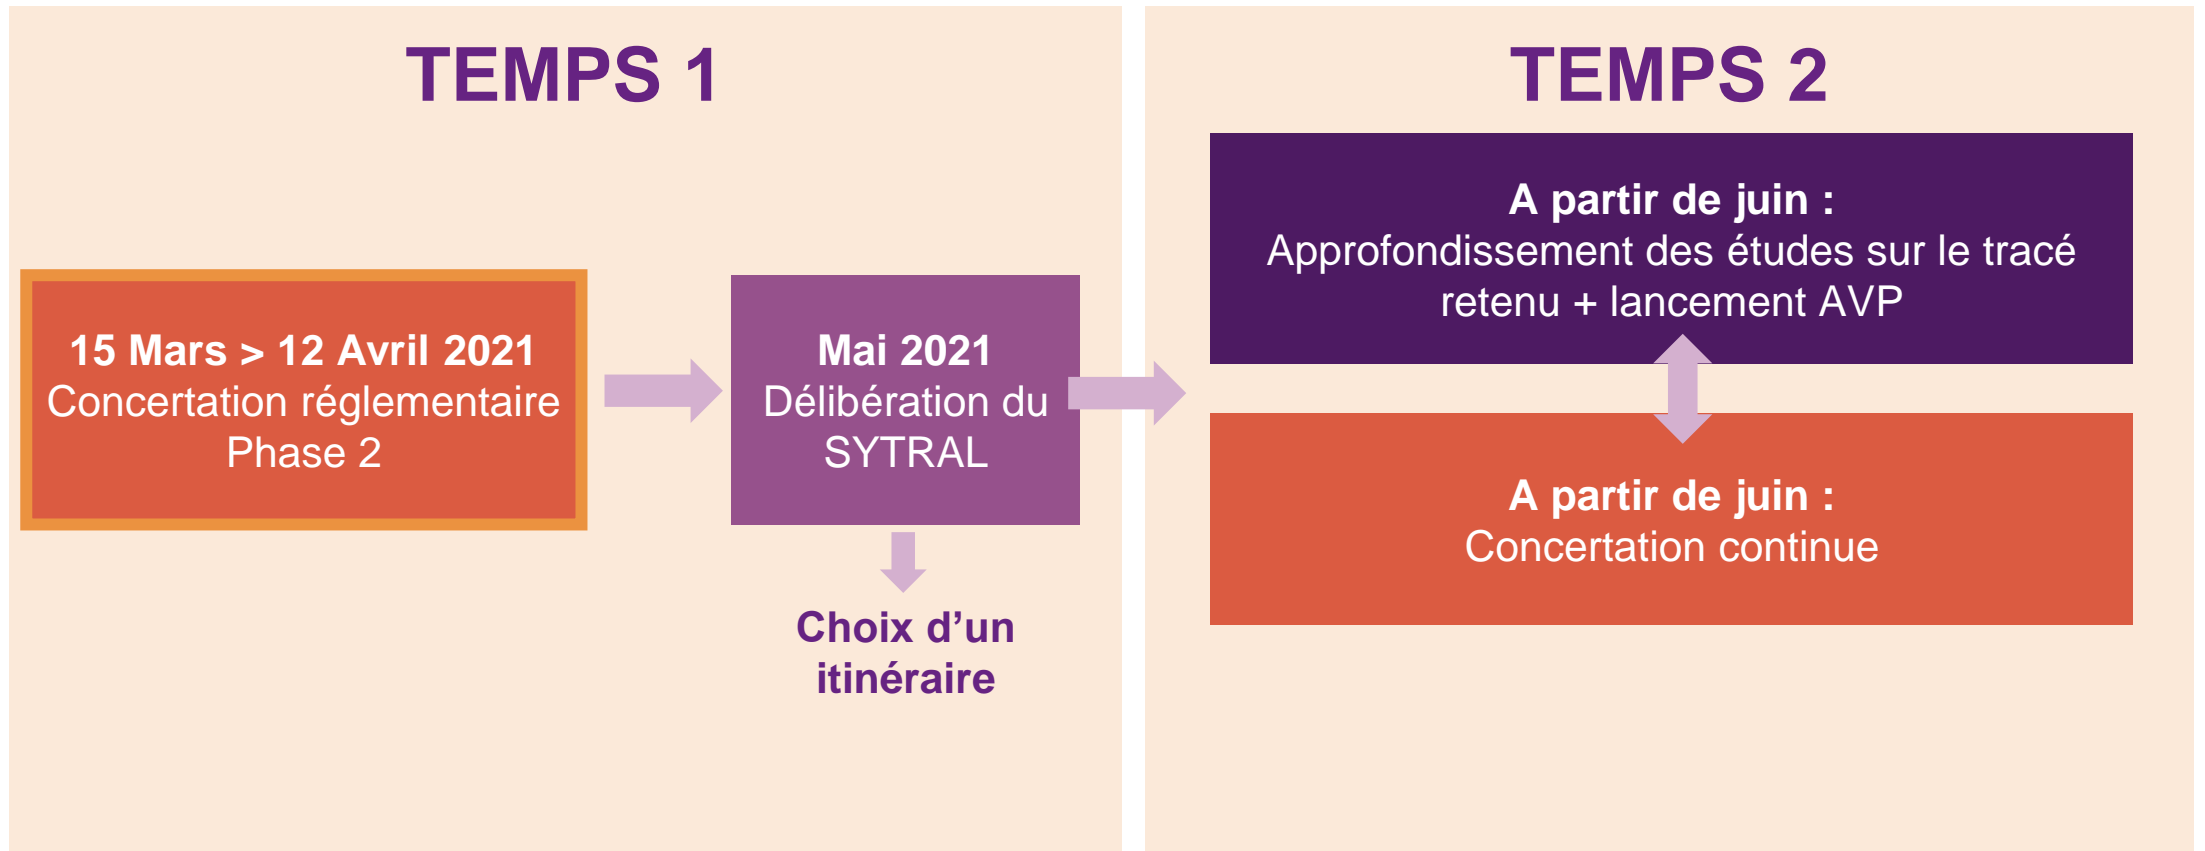 TEMPS 1
15 Mars > 12 Avril 2021
Concertation réglementaire
Phase 2
Mai 2021
Délibération du
SYTRAL
Choix d’un
itinéraire
TEMPS 2
A partir de juin :
Approfondissement des études sur le tracé
retenu + lancement AVP
A partir de juin :
Concertation continue